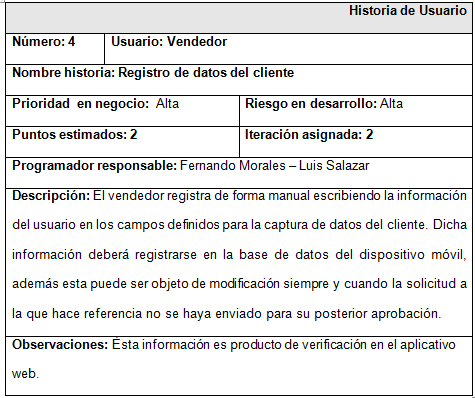 Historia de Usuario
Número: 4 Usuario: Vendedor
Nombre historia: Registro de datos del cliente
Prioridad en negocio: Alta Riesgo en desarrollo: Alta
Puntos estimados: 2 Iteración asignada: 2
Programador responsable: Fernando Morales – Luis Salazar
Descripción: El vendedor registra de forma manual escribiendo la información
del usuario en los campos definidos para la captura de datos del cliente. Dicha
información deberá registrarse en la base de datos del dispositivo móvil,
además esta puede ser objeto de modificación siempre y cuando la solicitud a
la que hace referencia no se haya enviado para su posterior aprobación.
Observaciones: Ésta información es producto de verificación en el aplicativo
web.